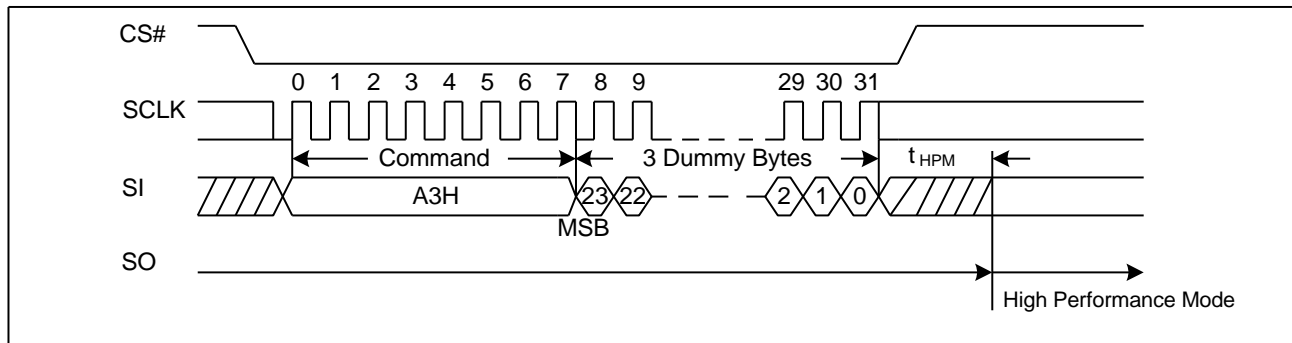 CS#
0 1 2 3 4 5 6 7 8 9 29 30 31
SCLK
Command 3 Dummy Bytes t HPM
SI A3H 23 22 2 1 0
MSB
SO
High Performance Mode